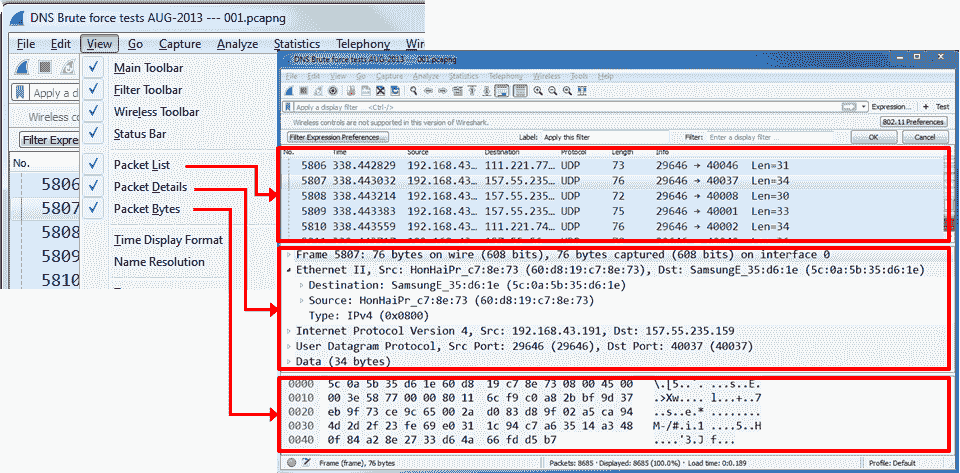 DNS Brute force tests AUG-2013 --- 001.pcapng
File Edit View Go Capture Analyze Statistics Telephony Wir
Main Toolbar
Filter Toolbar
Wireless Toolbar
Status Bar
Packet List
Packet Details
Packet Bytes
Time Display Format
Name Resolution
Apply a d
Wireless co
Filter Expre
No.
5806
5807
5808
5809
5810
DNS Brute force tests AUG-2013 --- 001.pcapng
File Edit View Go Capture Analyze Statistics Telephony Wireless Tools Help
Apply a display filter ... <Ctrl-/> Expression... + Test
Wireless controls are not supported in this version of Wireshark. 802.11 Preferences
Filter Expression Preferences... Label: Apply this filter Filter: Enter a display filter ... OK Cancel
No. Time Source Destination Protocol Length Info
5806 338.442829 192.168.43… 111.221.77… UDP 73 29646 → 40046 Len=31
5807 338.443032 192.168.43… 157.55.235… UDP 76 29646 → 40037 Len=34
5808 338.443214 192.168.43… 157.55.235… UDP 72 29646 → 40008 Len=30
5809 338.443383 192.168.43… 157.55.235… UDP 75 29646 → 40001 Len=33
5810 338.443559 192.168.43… 111.221.74… UDP 76 29646 → 40002 Len=34
Frame 5807: 76 bytes on wire (608 bits), 76 bytes captured (608 bits) on interface 0
Ethernet II, Src: HonHaiPr_c7:8e:73 (60:d8:19:c7:8e:73), Dst: SamsungE_35:d6:1e (5c:0a:5b:35:d6:1e)
Destination: SamsungE_35:d6:1e (5c:0a:5b:35:d6:1e)
Source: HonHaiPr_c7:8e:73 (60:d8:19:c7:8e:73)
Type: IPv4 (0x0800)
Internet Protocol Version 4, Src: 192.168.43.191, Dst: 157.55.235.159
User Datagram Protocol, Src Port: 29646 (29646), Dst Port: 40037 (40037)
Data (34 bytes)
0000 5c 0a 5b 35 d6 1e 60 d8 19 c7 8e 73 08 00 45 00 \.[5..`. ...s..E.
0010 00 3e 58 77 00 00 80 11 6c f9 c0 a8 2b bf 9d 37 .>Xw.... l...+..7
0020 eb 9f 73 ce 9c 65 00 2a d0 83 d8 9f 02 a5 ca 94 ..s..e.* ........
0030 4d 2d 2f 23 fe 69 e0 31 1c 94 c7 a6 35 14 a3 48 M-/#.i.1 ....5..H
0040 0f 84 a2 8e 27 33 d6 4a 66 fd d5 b7 ....'3.J f...
Frame (frame), 76 bytes Packets: 8685 · Displayed: 8685 (100.0%) · Load time: 0:0.189 Profile: Default